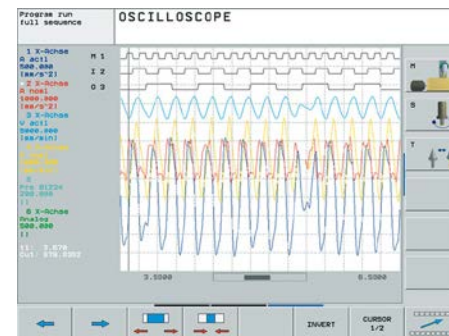 Program run
full sequence
OSCILLOSCOPE
1 X-Achse
A actl
500.000
(mm/s^2)
2 X-Achse
A noml
1000.000
(mm/s^2)
3 X-Achse
V actl
5000.000
(mm/min)
200.000
6 X-Achse
Analog
500.000
M 1
I 2
O 3
M
S
T
3.5000
6.5000
INVERT
CURSOR
1/2